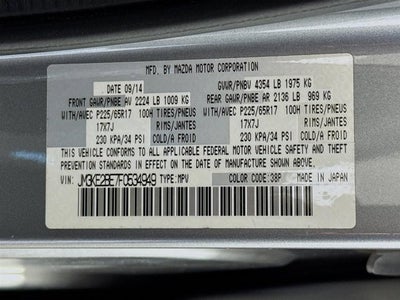 MFD. BY MAZDA MOTOR CORPORATION
DATE 09/14 GVWR/PNBV 4354 LB 1975 KG
FRONT GAWR/PNBE AV 2224 LB 1009 KG REAR GAWR/PNBE AR 2136 LB 969 KG
WITH/AVEC P225/65R17 100H TIRES/PNEUS WITH/AVEC P225/65R17 100H TIRES/PNEUS
17X7J RIMS/JANTES 17X7J RIMS/JANTES
230 KPA/34 PSI COLD/A FROID 230 KPA/34 PSI COLD/A FROID
THIS VEHICLE CONFORMS TO ALL APPLICABLE FEDERAL MOTOR VEHICLE SAFETY AND THEFT
PREVENTION STANDARDS IN EFFECT ON THE DATE OF MANUFACTURE SHOWN ABOVE.
VIN: JM3KE2BE7F0534949 TYPE:MPV COLOR CODE:38P MADE IN JAPAN